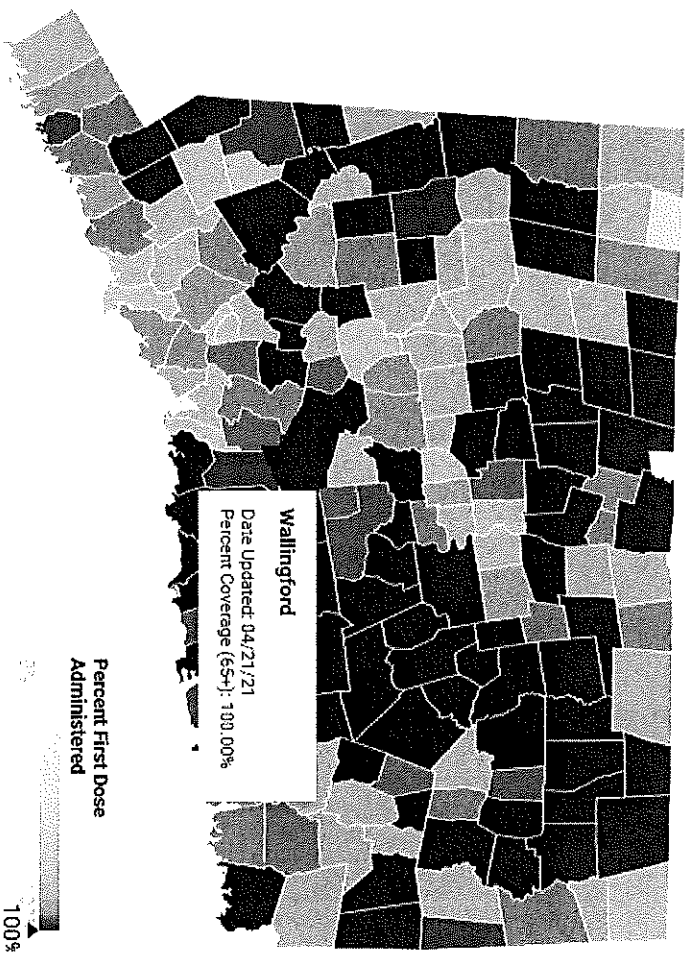 Wallingford
Date Updated: 04/21/21
Percent Coverage (65+): 100.00%
Percent First Dose
Administered
100%